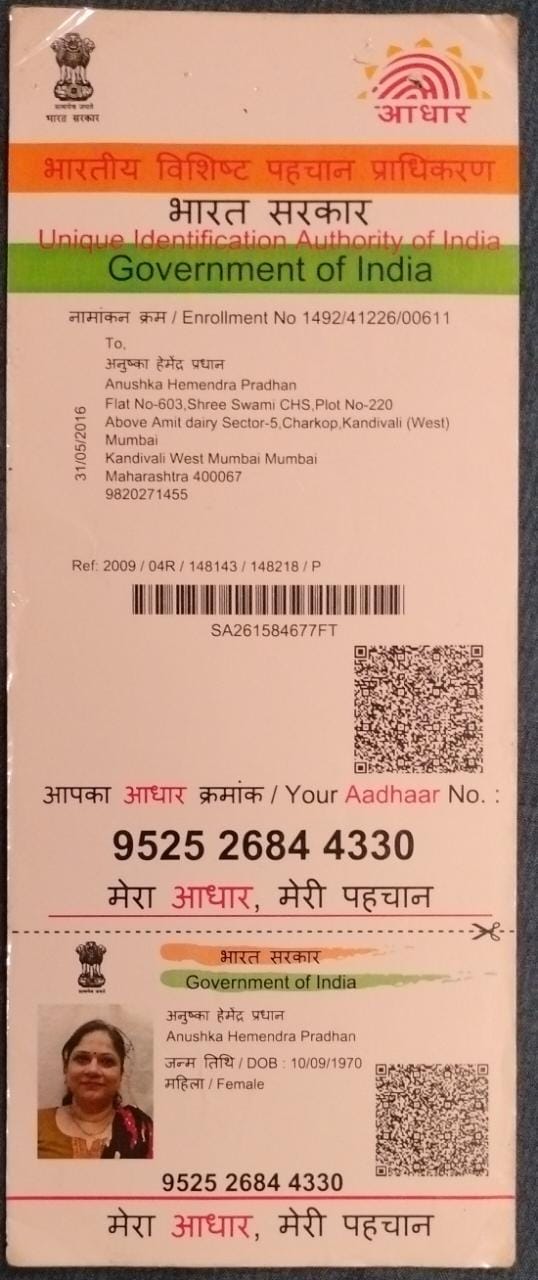 सत्यमेव जयते
भारत सरकार
आधार
भारतीय विशिष्ट पहचान प्राधिकरण
भारत सरकार
Unique Identification Authority of India
Government of India
नामांकन क्रम / Enrollment No 1492/41226/00611
To,
अनुष्का हेमेंद्र प्रधान
Anushka Hemendra Pradhan
Flat No-603,Shree Swami CHS,Plot No-220
Above Amit dairy Sector-5,Charkop,Kandivali (West)
Mumbai
Kandivali West Mumbai Mumbai
Maharashtra 400067
9820271455
31/05/2016
Ref: 2009 / 04R / 148143 / 148218 / P
SA261584677FT
आपका आधार क्रमांक / Your Aadhaar No. :
9525 2684 4330
मेरा आधार, मेरी पहचान
भारत सरकार
Government of India
अनुष्का हेमेंद्र प्रधान
Anushka Hemendra Pradhan
जन्म तिथि / DOB : 10/09/1970
महिला / Female
9525 2684 4330
मेरा आधार, मेरी पहचान